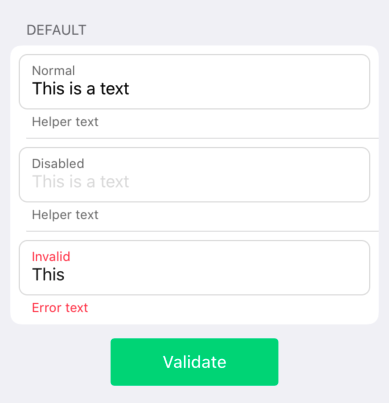 DEFAULT
Normal
This is a text
Helper text
Disabled
This is a text
Helper text
Invalid
This
Error text
Validate